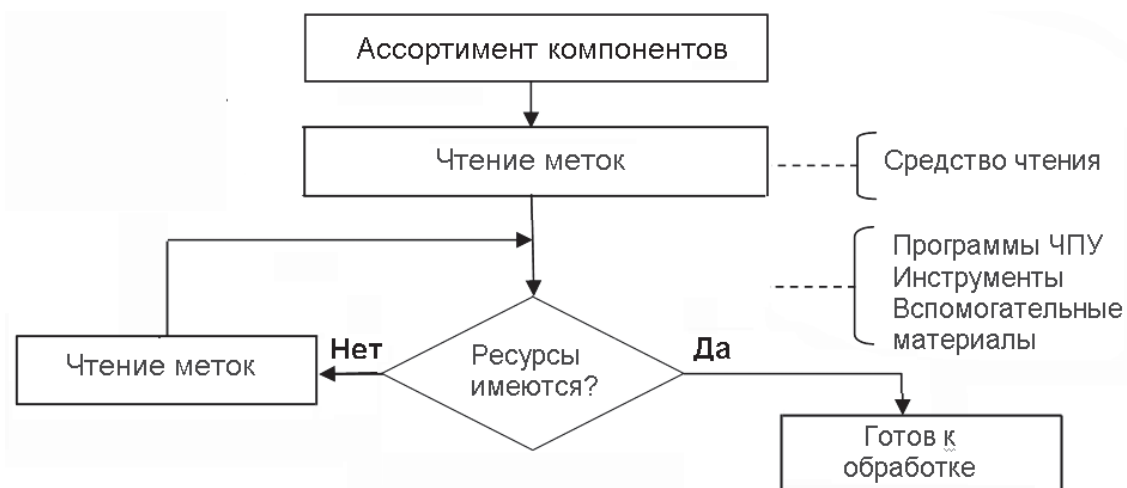 Ассортимент компонентов
Чтение меток
Средство чтения
Программы ЧПУ
Инструменты
Вспомогательные
материалы
Чтение меток
Нет
Ресурсы
имеются?
Да
Готов к
обработке